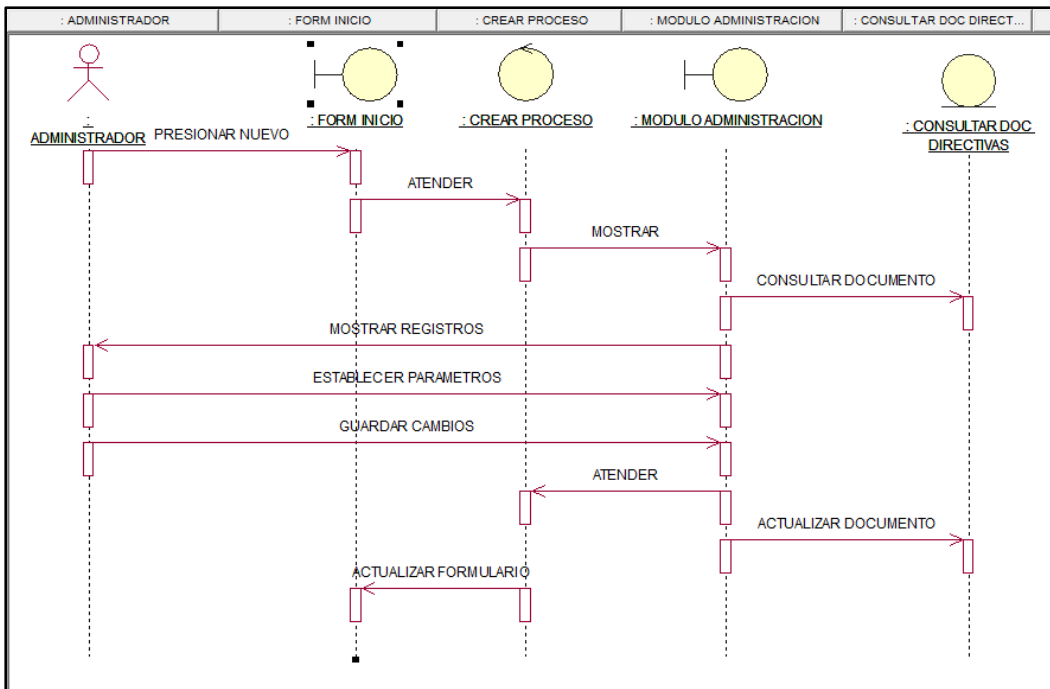 : ADMINISTRADOR
: FORM INICIO
: CREAR PROCESO
: MODULO ADMINISTRACION
: CONSULTAR DOC DIRECT...
:
ADMINISTRADOR
: FORM INICIO
: CREAR PROCESO
: MODULO ADMINISTRACION
: CONSULTAR DOC
DIRECTIVAS
PRESIONAR NUEVO
ATENDER
MOSTRAR
CONSULTAR DOCUMENTO
MOSTRAR REGISTROS
ESTABLECER PARAMETROS
GUARDAR CAMBIOS
ATENDER
ACTUALIZAR DOCUMENTO
ACTUALIZAR FORMULARIO